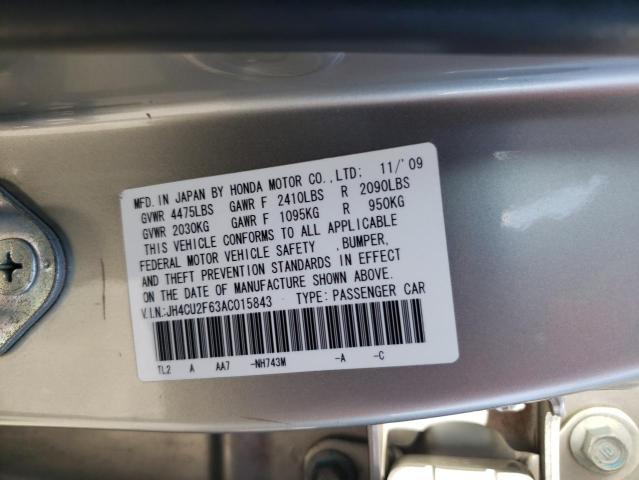 MFD. IN JAPAN BY HONDA MOTOR CO., LTD: 11/'09
GVWR 4475LBS GAWR F 2410LBS R 2090LBS
GVWR 2030KG GAWR F 1095KG R 950KG
THIS VEHICLE CONFORMS TO ALL APPLICABLE
FEDERAL MOTOR VEHICLE SAFETY ,BUMPER,
AND THEFT PREVENTION STANDARDS IN EFFECT
ON THE DATE OF MANUFACTURE SHOWN ABOVE.
V.I.N:JH4CU2F63AC015843 TYPE: PASSENGER CAR
TL2 A AA7 -NH743M -A -C